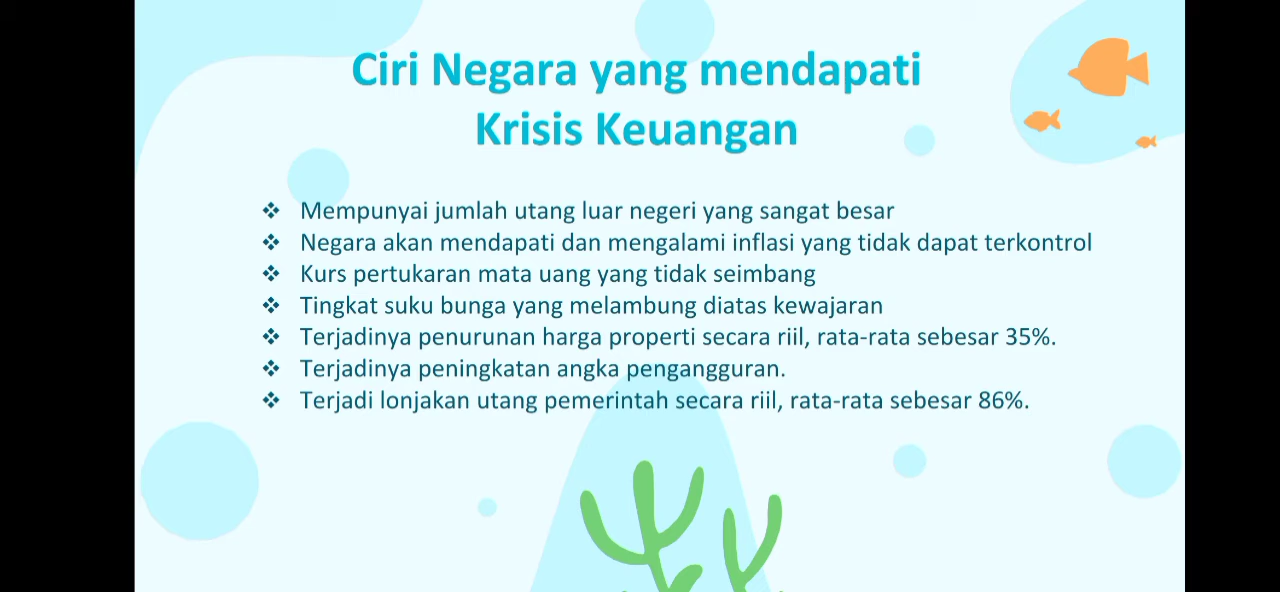 Ciri Negara yang mendapati
Krisis Keuangan
❖ Mempunyai jumlah utang luar negeri yang sangat besar
❖ Negara akan mendapati dan mengalami inflasi yang tidak dapat terkontrol
❖ Kurs pertukaran mata uang yang tidak seimbang
❖ Tingkat suku bunga yang melambung diatas kewajaran
❖ Terjadinya penurunan harga properti secara riil, rata-rata sebesar 35%.
❖ Terjadinya peningkatan angka pengangguran.
❖ Terjadi lonjakan utang pemerintah secara riil, rata-rata sebesar 86%.